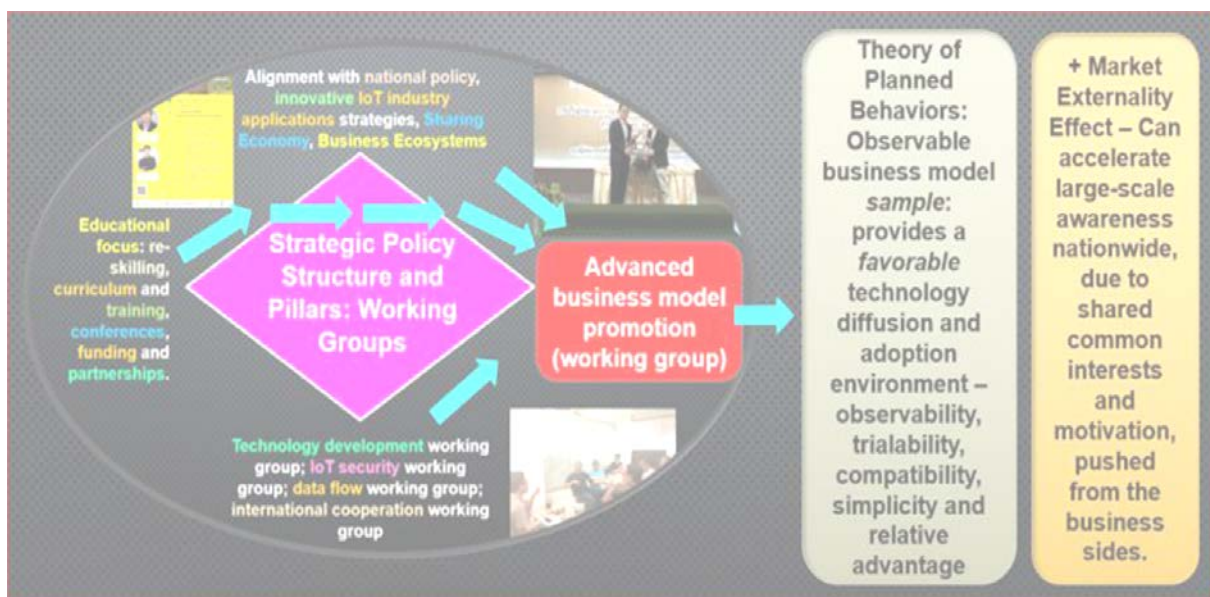 Alignment with national policy,
innovative IoT industry
applications strategies, Sharing
Economy, Business Ecosystems
Educational
focus: re-
skilling,
curriculum and
training,
conferences,
funding and
partnerships.
Strategic Policy
Structure and
Pillars: Working
Groups
Advanced
business model
promotion
(working group)
Technology development working
group; IoT security working
group; data flow working group;
international cooperation working
group
Theory of
Planned
Behaviors:
Observable
business model
sample:
provides a
favorable
technology
diffusion and
adoption
environment –
observability,
trialability,
compatibility,
simplicity and
relative
advantage
+ Market
Externality
Effect – Can
accelerate
large-scale
awareness
nationwide,
due to
shared
common
interests
and
motivation,
pushed
from the
business
sides.